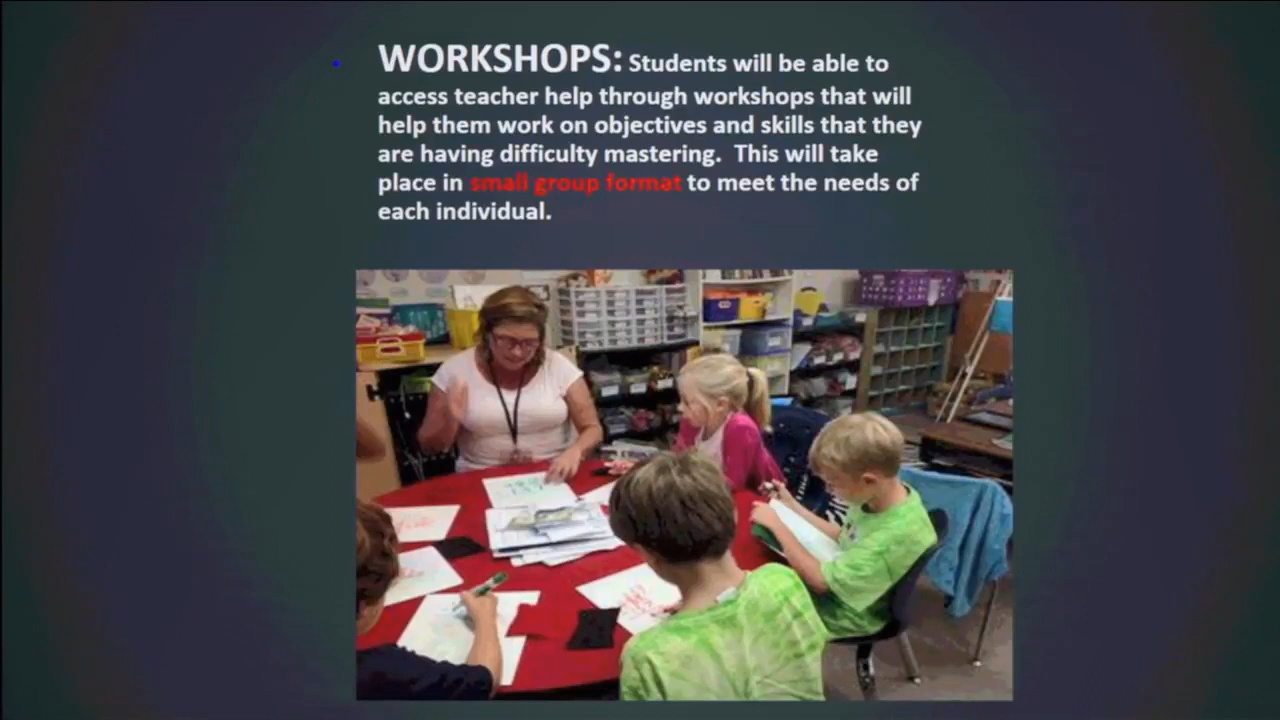 WORKSHOPS: Students will be able to
access teacher help through workshops that will
help them work on objectives and skills that they
are having difficulty mastering.  This will take
place in small group format to meet the needs of
each individual.